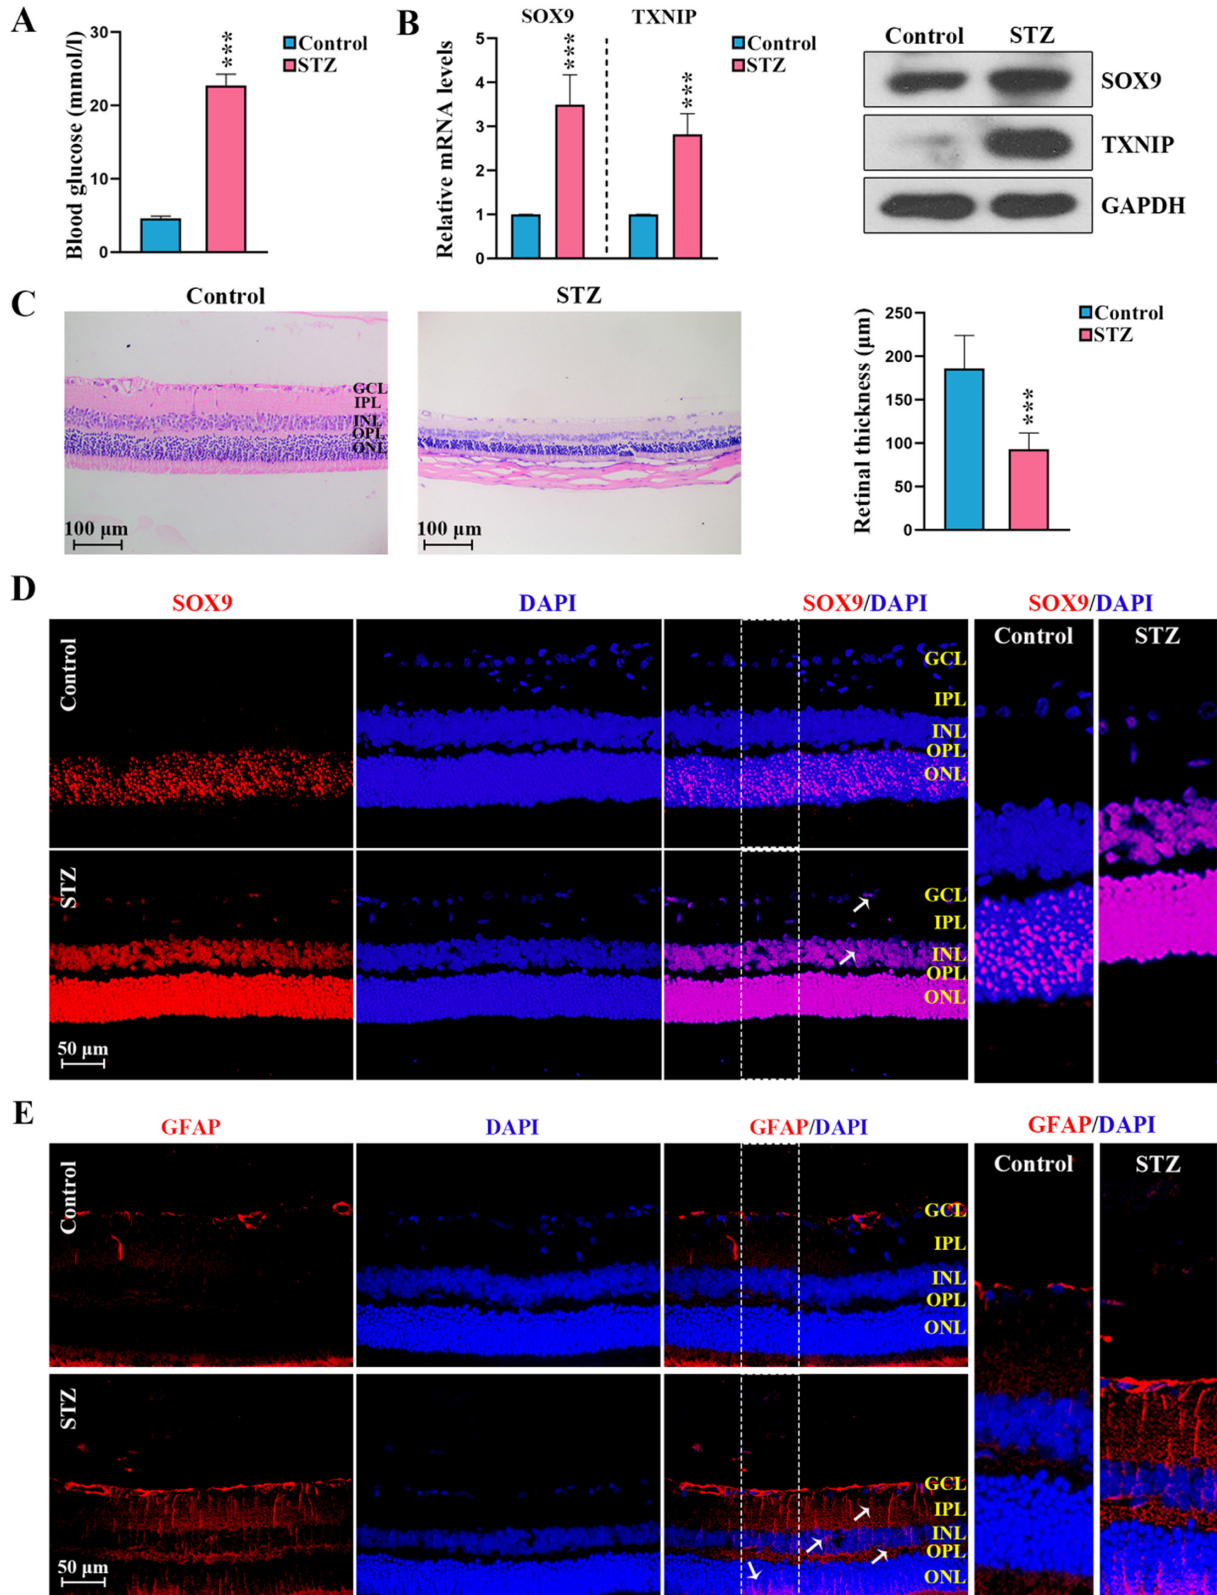 A
Blood glucose (mmol/l)
30
20
10
0
***
Control
STZ
B
SOX9 TXNIP
Relative mRNA levels
5
4
3
2
1
0
***
***
Control
STZ
Control STZ
SOX9
TXNIP
GAPDH
C
Control
GCL
IPL
INL
OPL
ONL
100 μm
STZ
100 μm
Retinal thickness (μm)
250
200
150
100
50
0
***
Control
STZ
D
SOX9 DAPI SOX9/DAPI SOX9/DAPI
Control
GCL
IPL
INL
OPL
ONL
Control STZ
STZ
GCL
IPL
INL
OPL
ONL
50 μm
E
GFAP DAPI GFAP/DAPI GFAP/DAPI
Control
GCL
IPL
INL
OPL
ONL
Control STZ
STZ
GCL
IPL
INL
OPL
ONL
50 μm